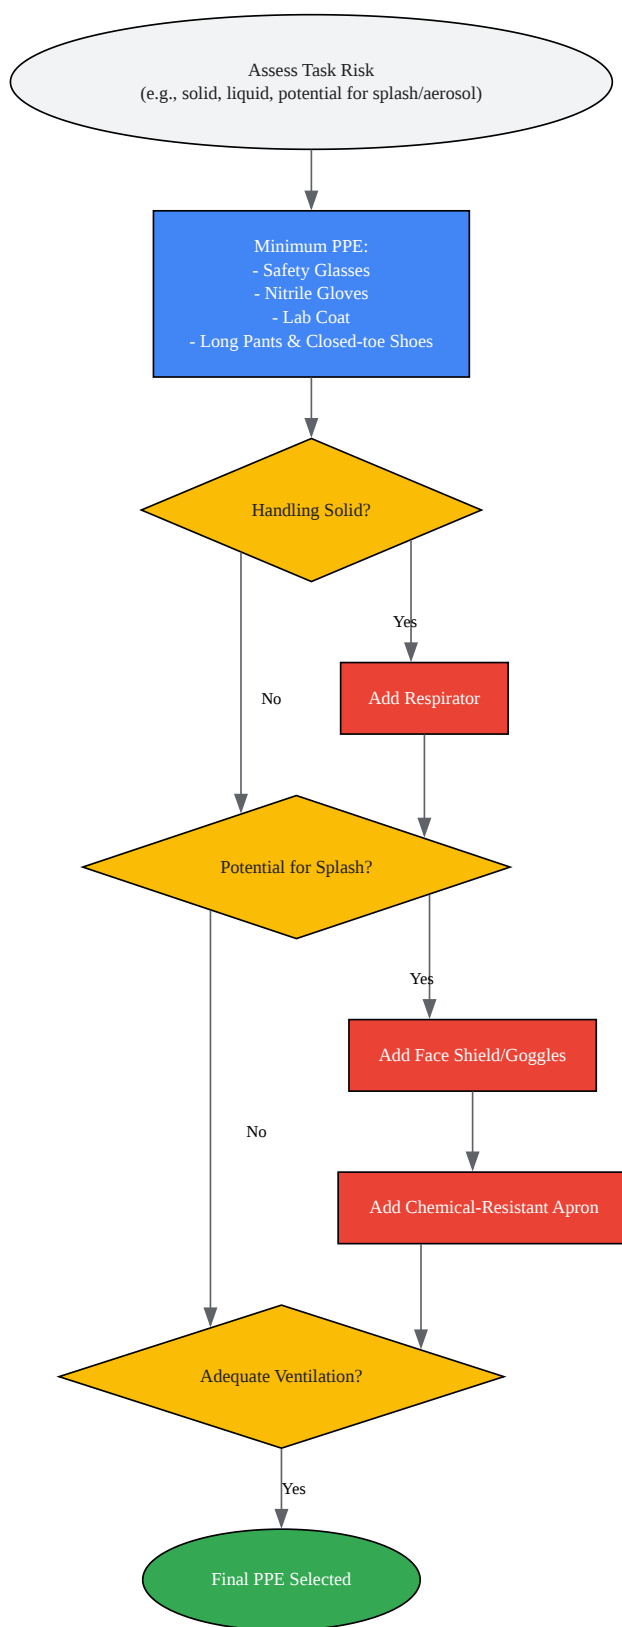 Assess Task Risk
(e.g., solid, liquid, potential for splash/aerosol)
Minimum PPE:
- Safety Glasses
- Nitrile Gloves
- Lab Coat
- Long Pants & Closed-toe Shoes
Handling Solid?
Yes
No
Add Respirator
Potential for Splash?
Yes
Add Face Shield/Goggles
No
Add Chemical-Resistant Apron
Adequate Ventilation?
Yes
Final PPE Selected